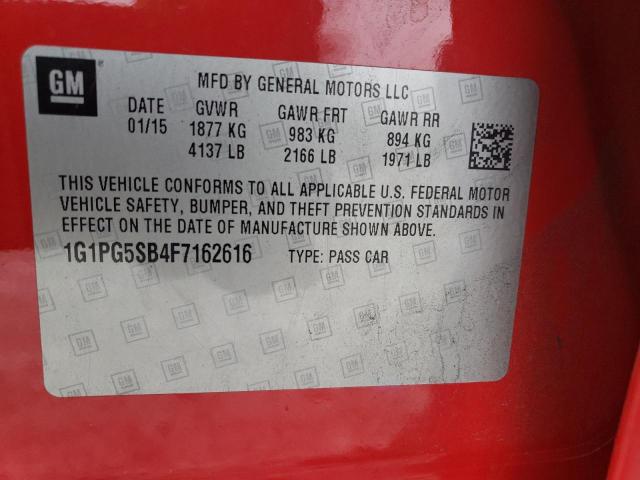 GM
MFD BY GENERAL MOTORS LLC
DATE GVWR GAWR FRT GAWR RR
01/15 1877 KG 983 KG 894 KG
4137 LB 2166 LB 1971 LB
THIS VEHICLE CONFORMS TO ALL APPLICABLE U.S. FEDERAL MOTOR
VEHICLE SAFETY, BUMPER, AND THEFT PREVENTION STANDARDS IN
EFFECT ON THE DATE OF MANUFACTURE SHOWN ABOVE.
1G1PG5SB4F7162616 TYPE: PASS CAR